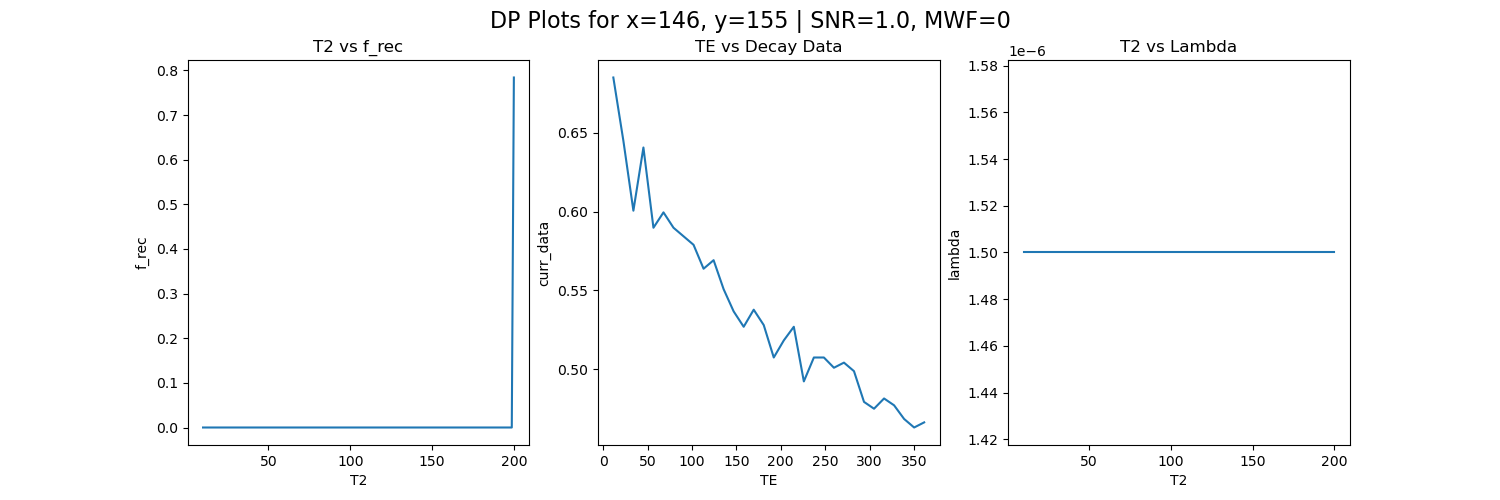 DP Plots for x=146, y=155 | SNR=1.0, MWF=0
T2 vs f_rec
0.8
0.7
0.6
0.5
0.4
0.3
0.2
0.1
0.0
f_rec
50 100 150 200
T2
TE vs Decay Data
0.65
0.60
0.55
0.50
curr_data
0 50 100 150 200 250 300 350
TE
T2 vs Lambda
1e−6
1.58
1.56
1.54
1.52
1.50
1.48
1.46
1.44
1.42
lambda
50 100 150 200
T2